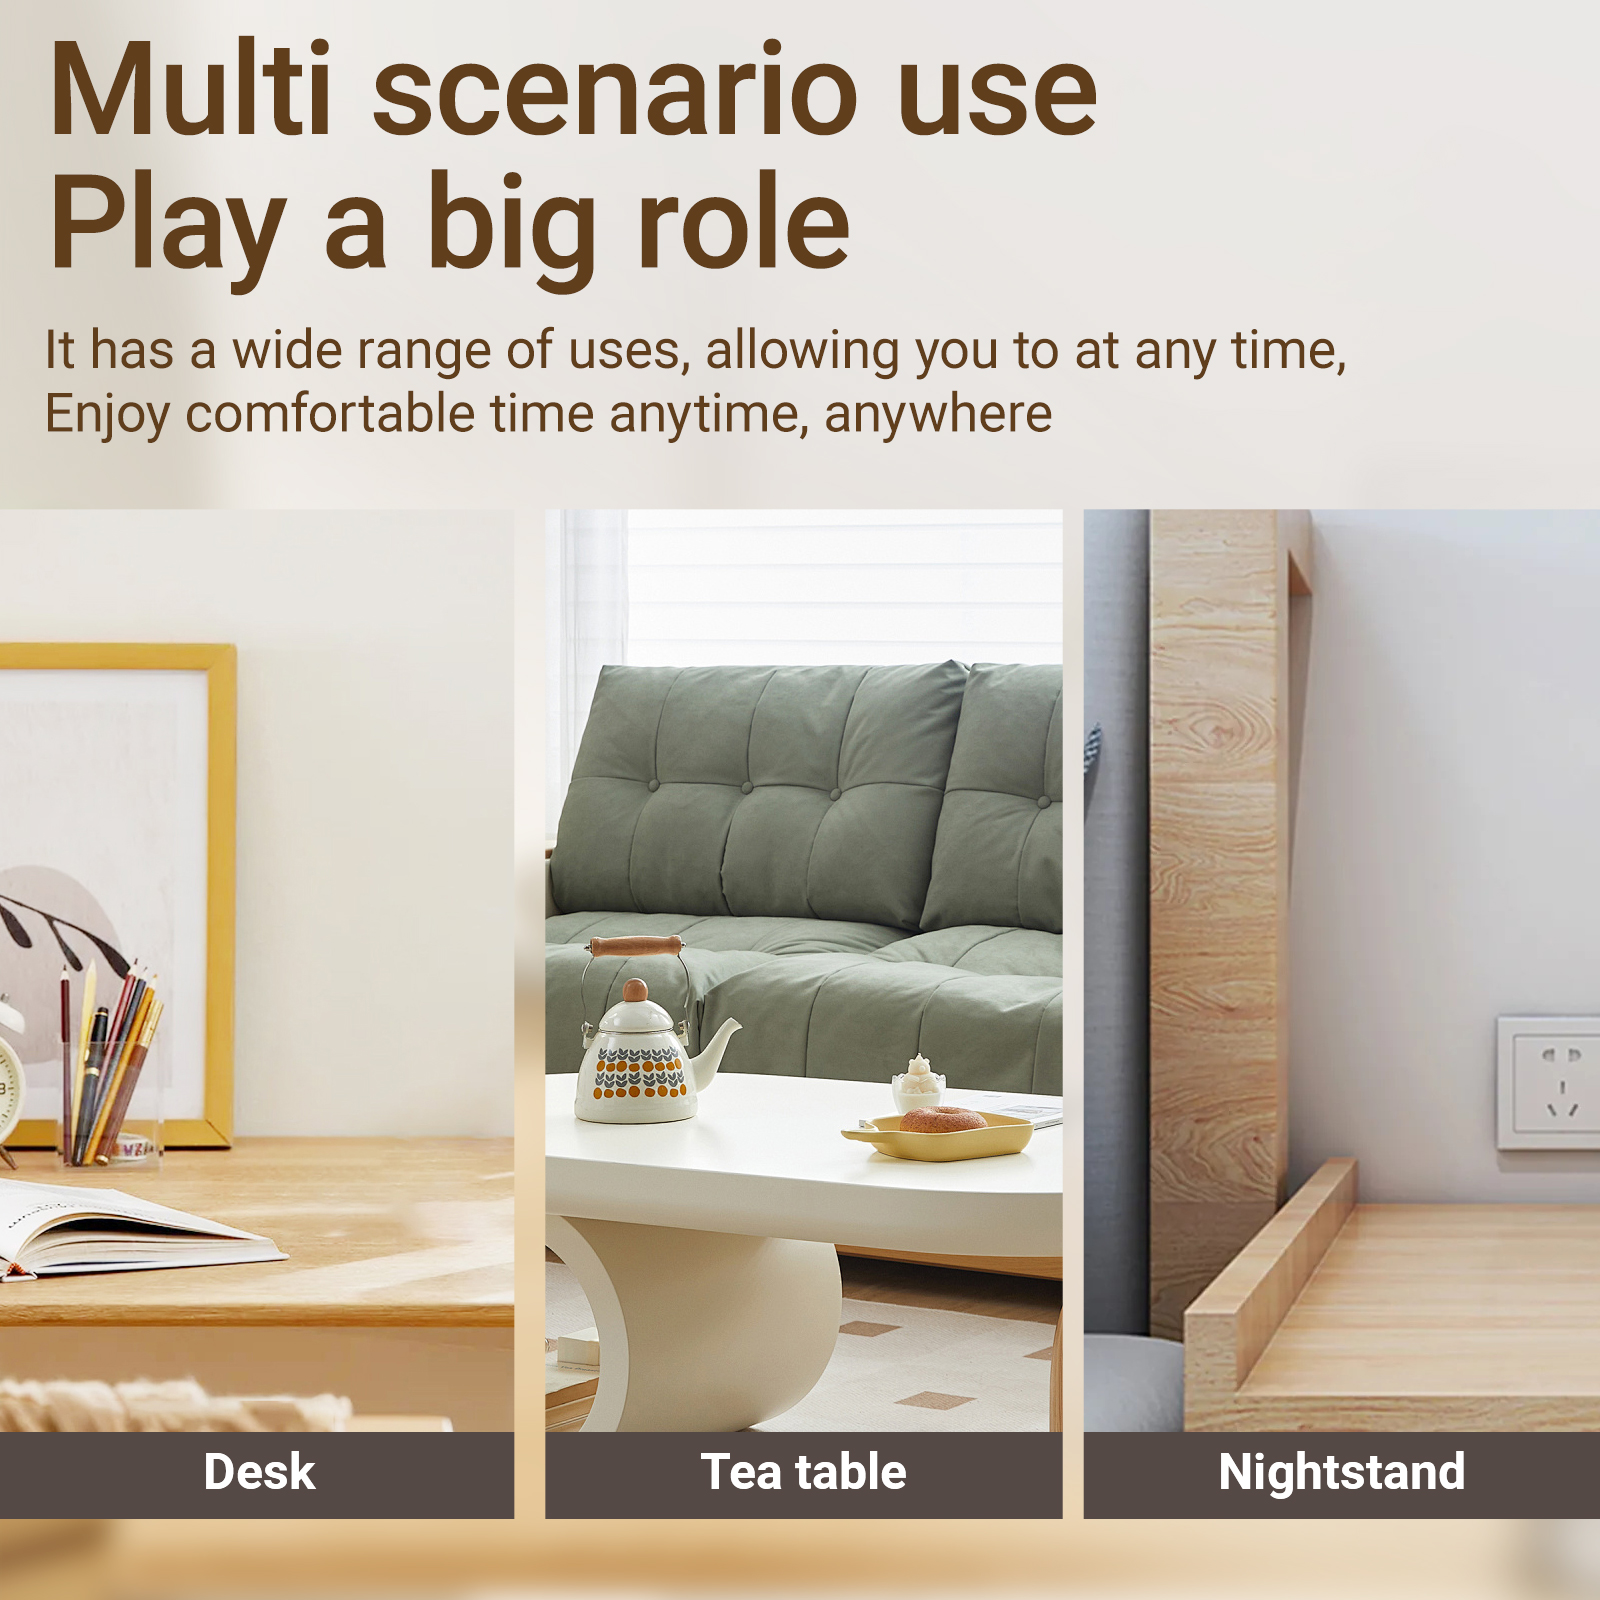 Multi scenario use
Play a big role
It has a wide range of uses, allowing you to at any time,
Enjoy comfortable time anytime, anywhere
Desk
Tea table
Nightstand